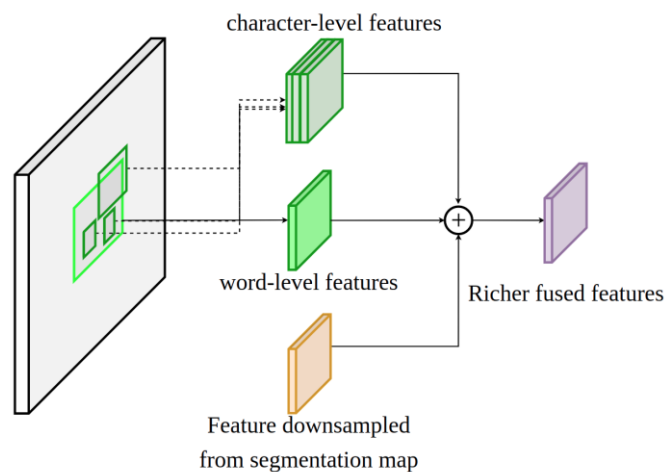 character-level features
word-level features
Richer fused features
Feature downsampled
from segmentation map